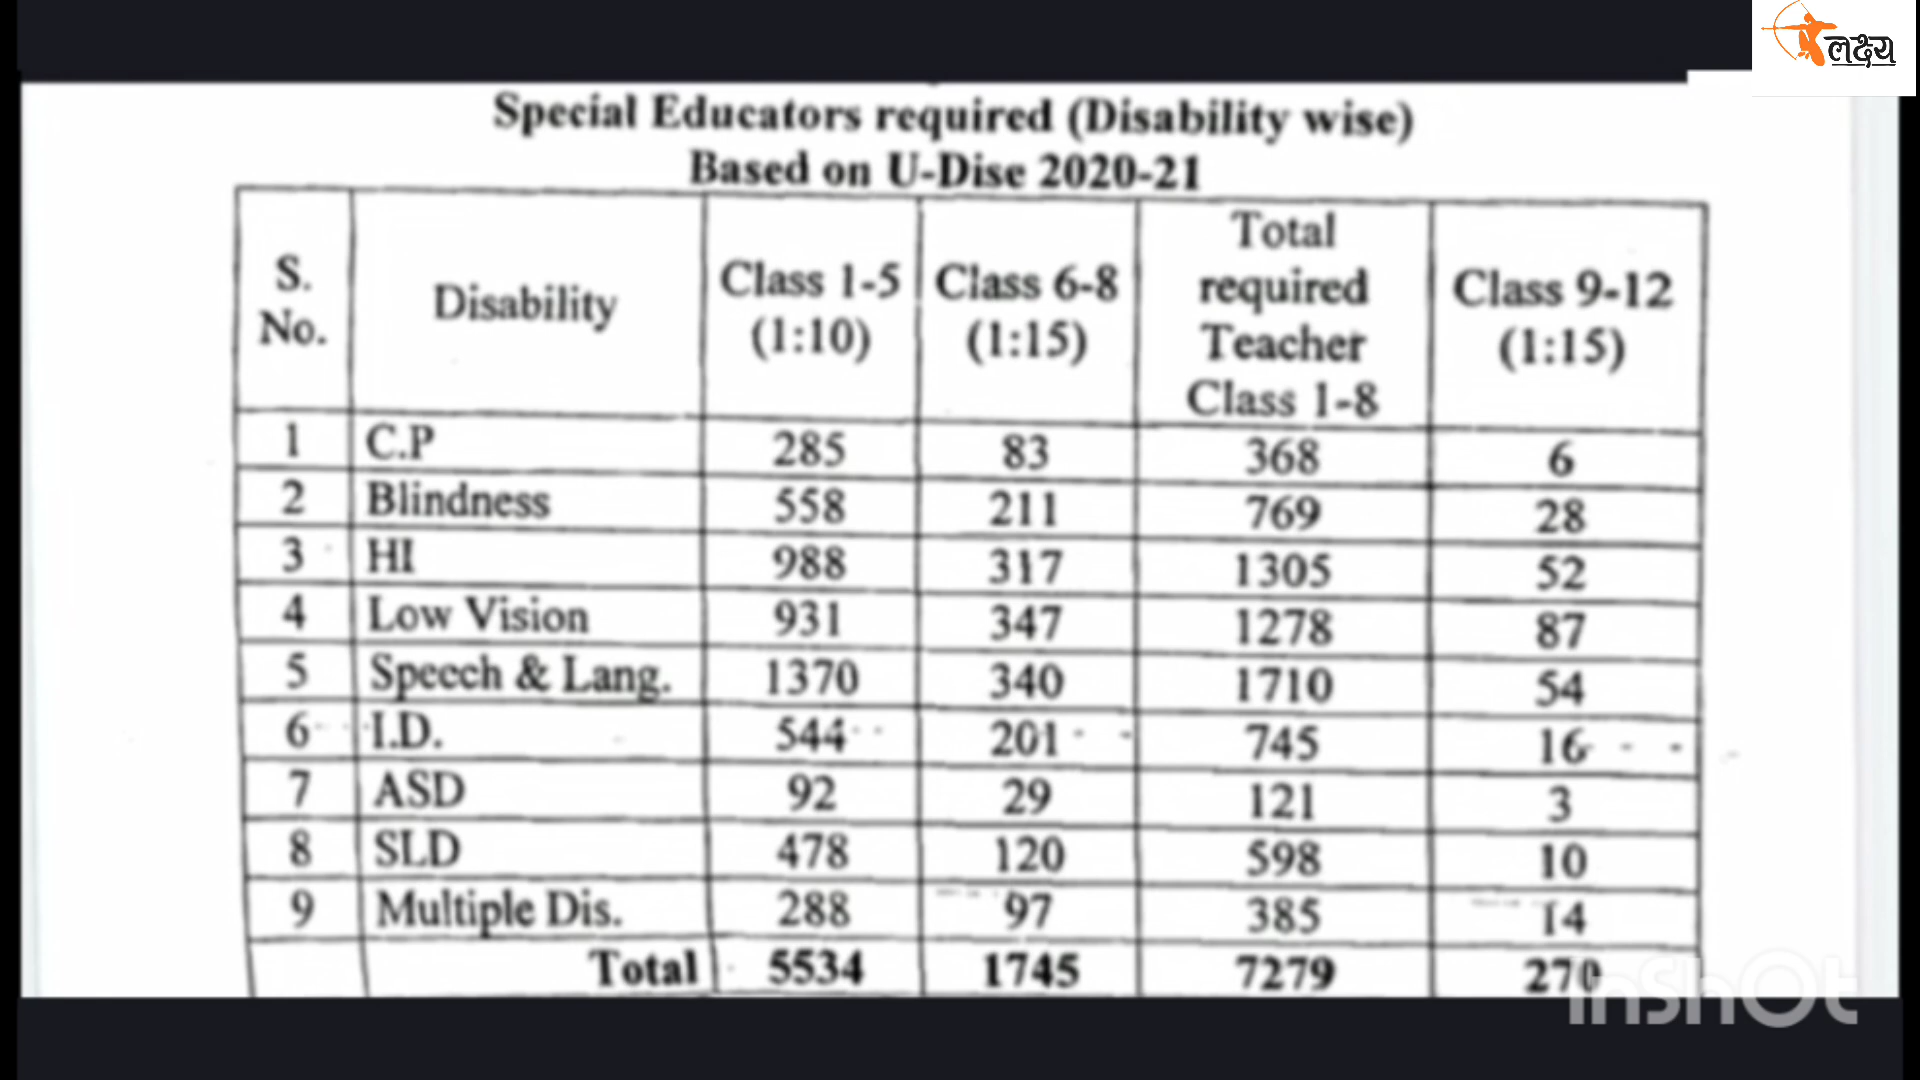 लक्ष्य
Special Educators required (Disability wise)
Based on U-Dise 2020-21
S. No. Disability Class 1-5 (1:10) Class 6-8 (1:15) Total required Teacher Class 1-8 Class 9-12 (1:15)
1 C.P 285 83 368 6
2 Blindness 558 211 769 28
3 HI 988 317 1305 52
4 Low Vision 931 347 1278 87
5 Speech & Lang. 1370 340 1710 54
6 I.D. 544 201 745 16
7 ASD 92 29 121 3
8 SLD 478 120 598 10
9 Multiple Dis. 288 97 385 14
Total 5534 1745 7279 270
InShOt